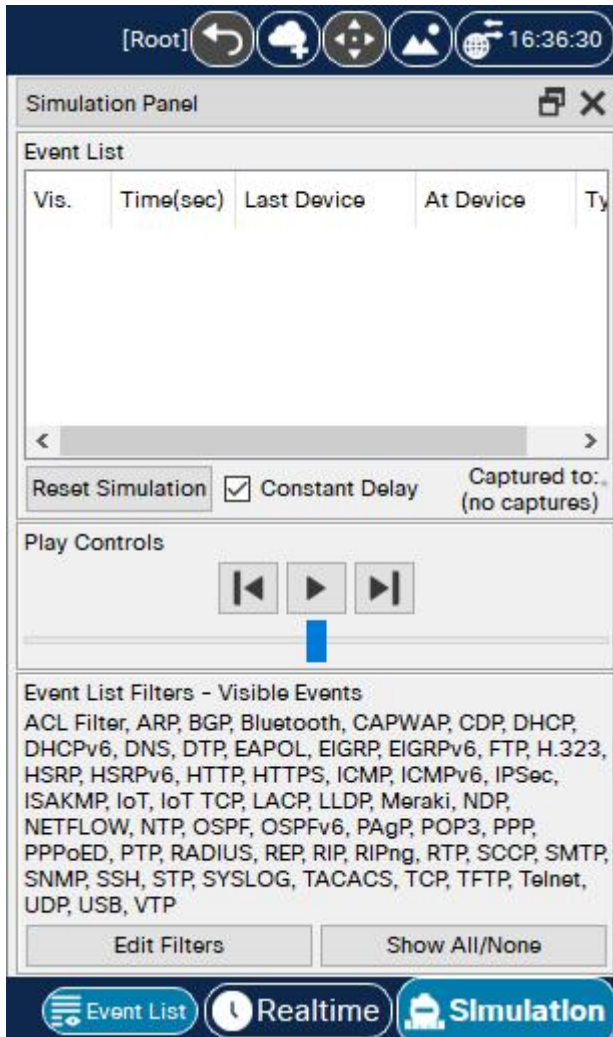 [Root] 16:36:30
Simulation Panel
Event List
Vis. Time(sec) Last Device At Device Ty
Reset Simulation Constant Delay Captured to:
(no captures)
Play Controls
Event List Filters - Visible Events
ACL Filter, ARP, BGP, Bluetooth, CAPWAP, CDP, DHCP,
DHCPv6, DNS, DTP, EAPOL, EIGRP, EIGRPv6, FTP, H.323,
HSRP, HSRPv6, HTTP, HTTPS, ICMP, ICMPv6, IPSec,
ISAKMP, IoT, IoT TCP, LACP, LLDP, Meraki, NDP,
NETFLOW, NTP, OSPF, OSPFv6, PAgP, POP3, PPP,
PPPoED, PTP, RADIUS, REP, RIP, RIPng, RTP, SCCP, SMTP,
SNMP, SSH, STP, SYSLOG, TACACS, TCP, TFTP, Telnet,
UDP, USB, VTP
Edit Filters Show All/None
Event List Realtime Simulation